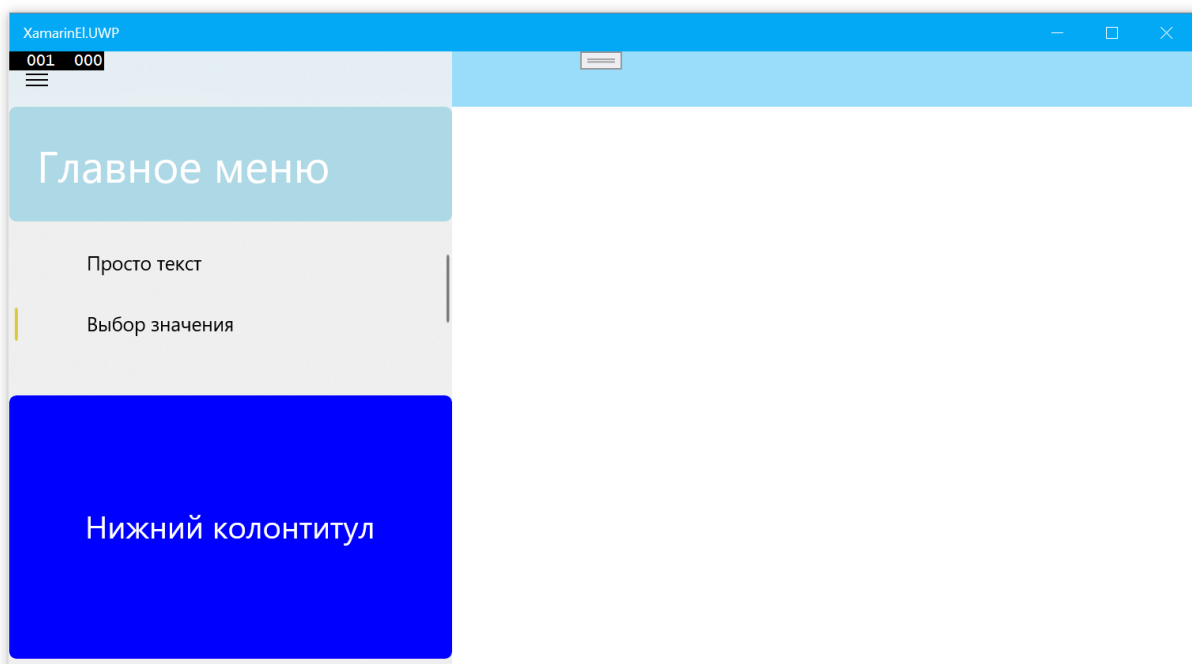 XamarinEl.UWP
001 000
Главное меню
Просто текст
Выбор значения
Нижний колонтитул